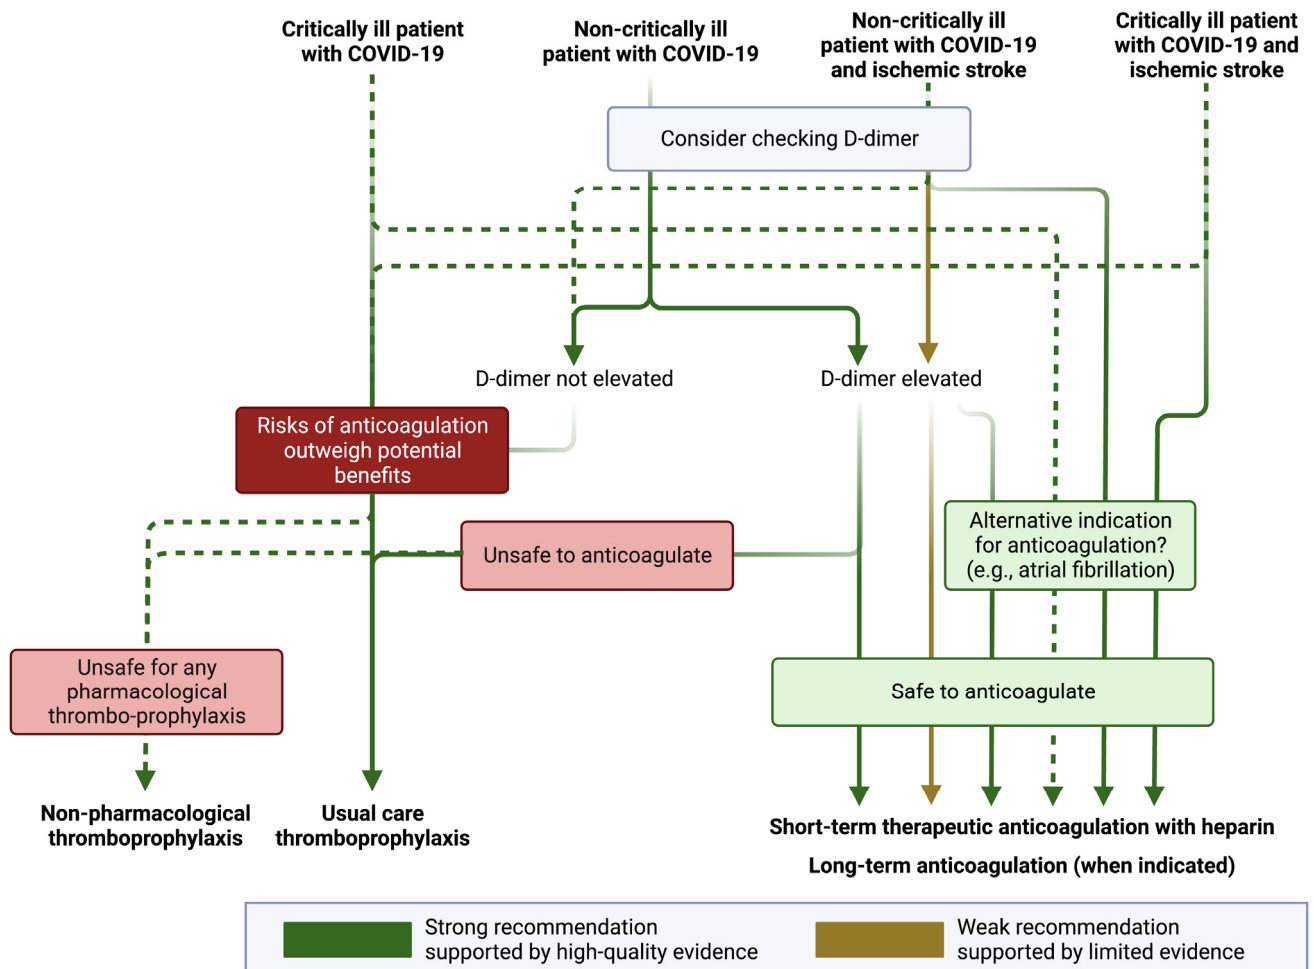 Critically ill patient
with COVID-19
Non-critically ill
patient with COVID-19
Non-critically ill
patient with COVID-19
and ischemic stroke
Critically ill patient
with COVID-19 and
ischemic stroke
Consider checking D-dimer
D-dimer not elevated
D-dimer elevated
Risks of anticoagulation
outweigh potential
benefits
Unsafe to anticoagulate
Alternative indication
for anticoagulation?
(e.g., atrial fibrillation)
Unsafe for any
pharmacological
thrombo-prophylaxis
Safe to anticoagulate
Non-pharmacological
thromboprophylaxis
Usual care
thromboprophylaxis
Short-term therapeutic anticoagulation with heparin
Long-term anticoagulation (when indicated)
Strong recommendation
supported by high-quality evidence
Weak recommendation
supported by limited evidence